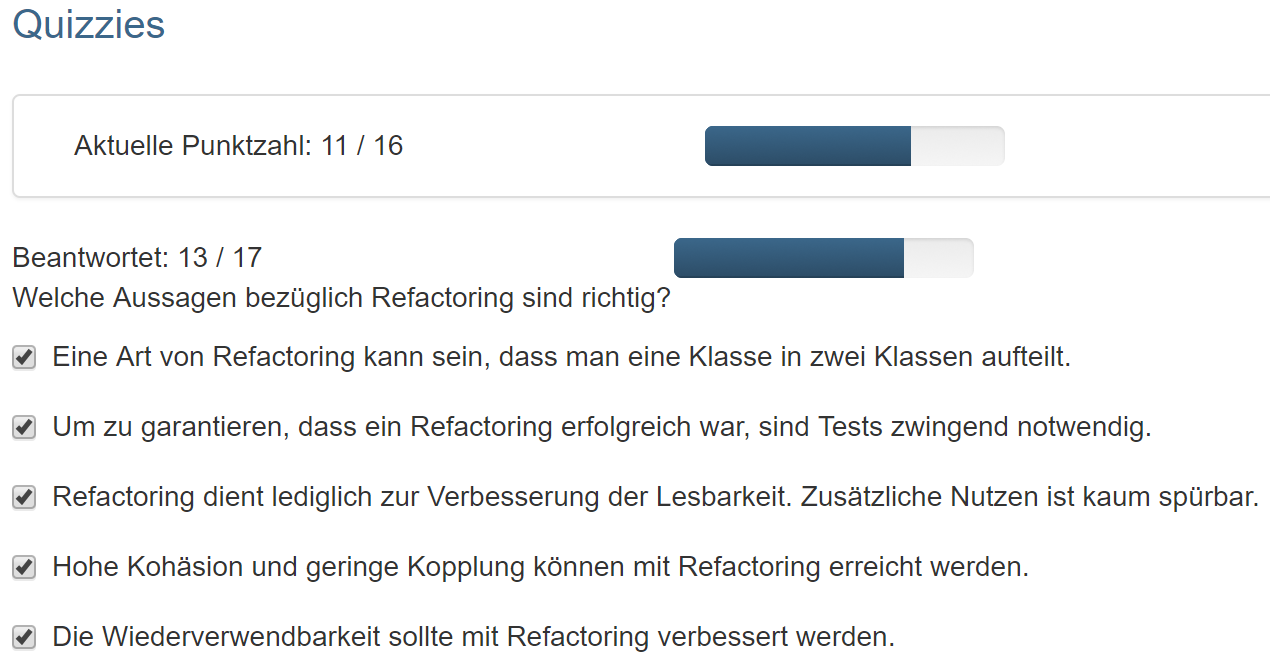 Quizzies
Aktuelle Punktzahl: 11 / 16
Beantwortet: 13 / 17
Welche Aussagen bezüglich Refactoring sind richtig?
Eine Art von Refactoring kann sein, dass man eine Klasse in zwei Klassen aufteilt.
Um zu garantieren, dass ein Refactoring erfolgreich war, sind Tests zwingend notwendig.
Refactoring dient lediglich zur Verbesserung der Lesbarkeit. Zusätzliche Nutzen ist kaum spürbar.
Hohe Kohäsion und geringe Kopplung können mit Refactoring erreicht werden.
Die Wiederverwendbarkeit sollte mit Refactoring verbessert werden.